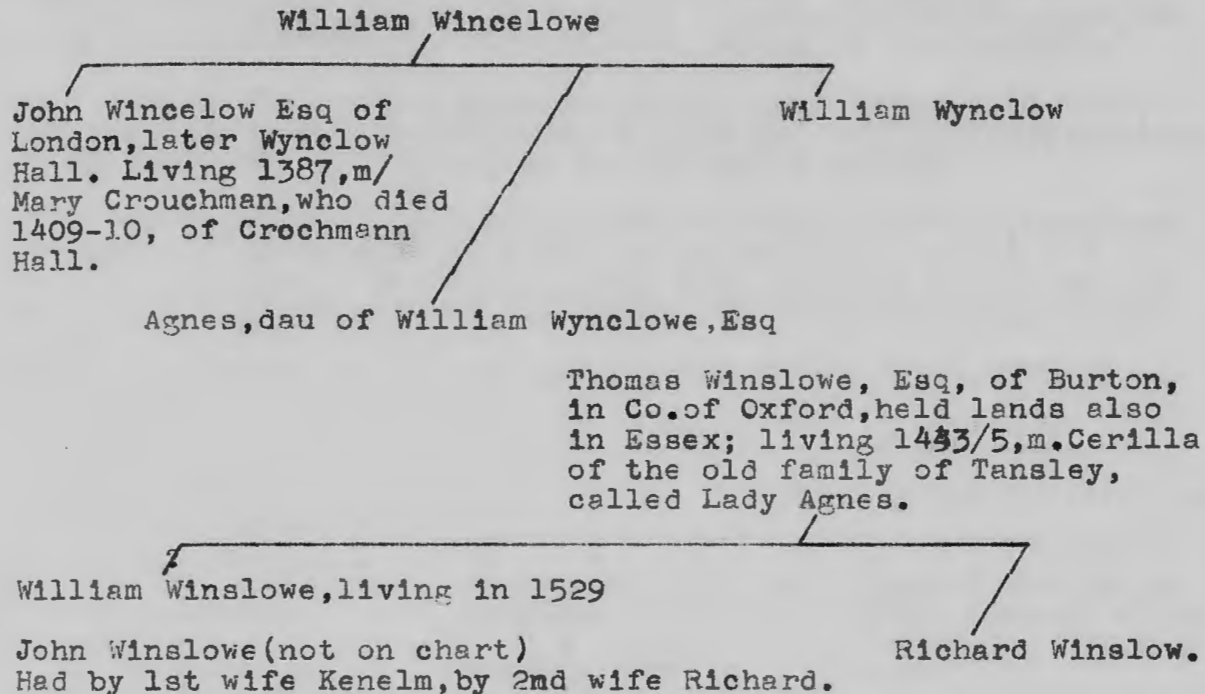 William Wincelowe
John Wincelow Esq of
London,later Wynclow
Hall. Living 1387,m/
Mary Crouchman,who died
1409-10, of Crochmann
Hall.
William Wynclow
Agnes,dau of William Wynclowe,Esq
Thomas Winslowe, Esq, of Burton,
in Co.of Oxford,held lands also
in Essex; living 1443/5,m.Cerilla
of the old family of Tansley,
called Lady Agnes.
?
William Winslowe,living in 1529
John Winslowe(not on chart)
Had by 1st wife Kenelm,by 2nd wife Richard.
Richard Winslow.